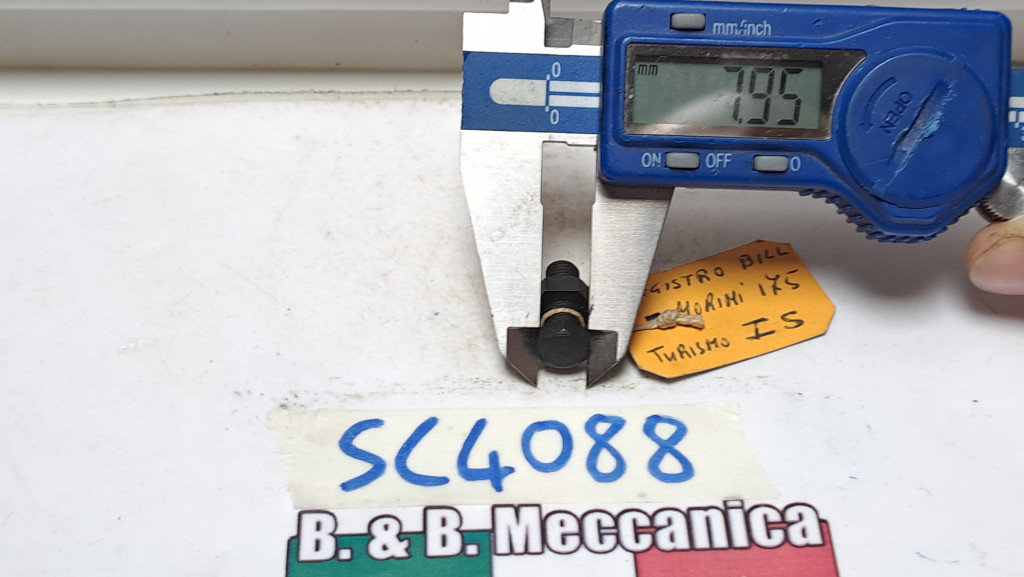 mm/inch
mm
7.95
0
0
OPEN
ON OFF 0
GISTRO BILL
MORINI 175
TURISMO IS
SC4088
B. & B. Meccanica